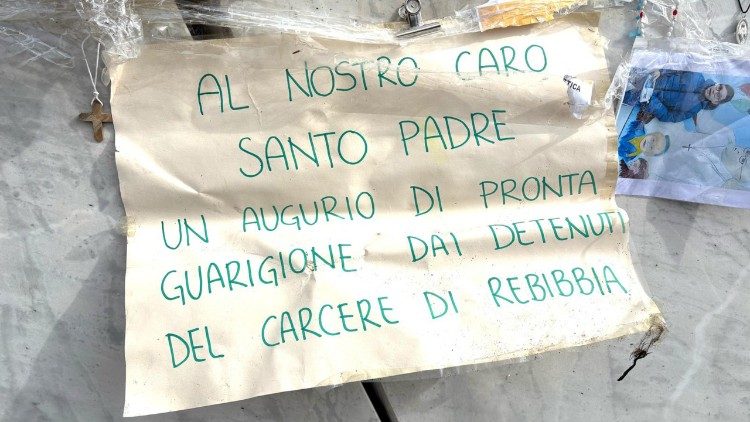 AL NOSTRO CARO
SANTO PADRE
UN AUGURIO DI PRONTA
GUARIGIONE DAI DETENUTI
DEL CARCERE DI REBIBBIA